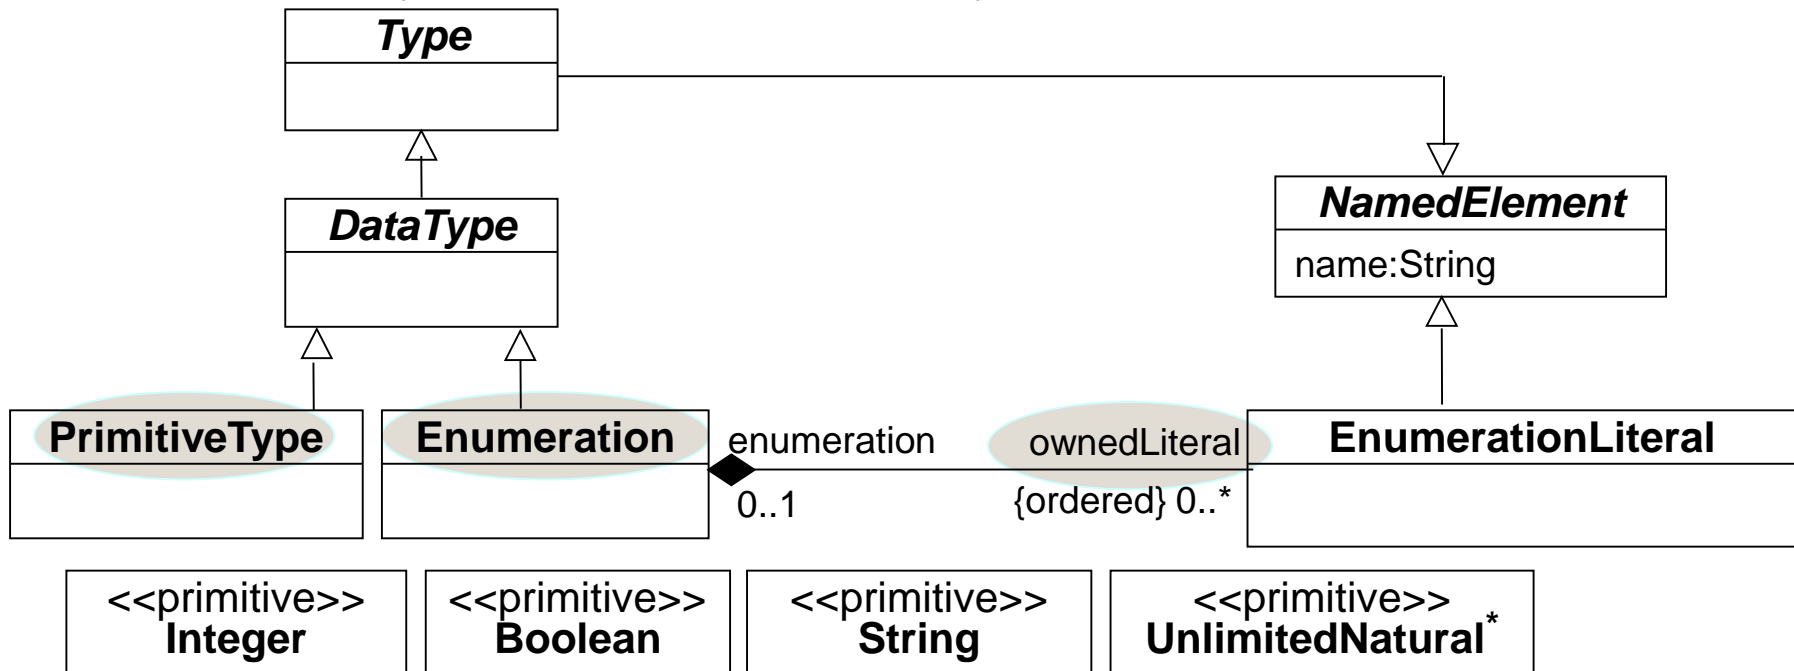 Type
DataType
NamedElement
name:String
PrimitiveType
Enumeration
enumeration
ownedLiteral
EnumerationLiteral
0..1
{ordered} 0..*
<<primitive>>
Integer
<<primitive>>
Boolean
<<primitive>>
String
<<primitive>>
UnlimitedNatural*